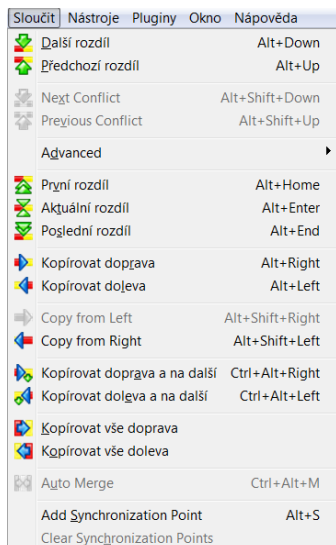 Sloučit Nástroje Pluginy Okno Nápověda
Další rozdíl Alt+Down
Předchozí rozdíl Alt+Up
Next Conflict Alt+Shift+Down
Previous Conflict Alt+Shift+Up
Advanced
První rozdíl Alt+Home
Aktuální rozdíl Alt+Enter
Poslední rozdíl Alt+End
Kopírovat doprava Alt+Right
Kopírovat doleva Alt+Left
Copy from Left Alt+Shift+Right
Copy from Right Alt+Shift+Left
Kopírovat doprava a na další Ctrl+Alt+Right
Kopírovat doleva a na další Ctrl+Alt+Left
Kopírovat vše doprava
Kopírovat vše doleva
Auto Merge Ctrl+Alt+M
Add Synchronization Point Alt+S
Clear Synchronization Points